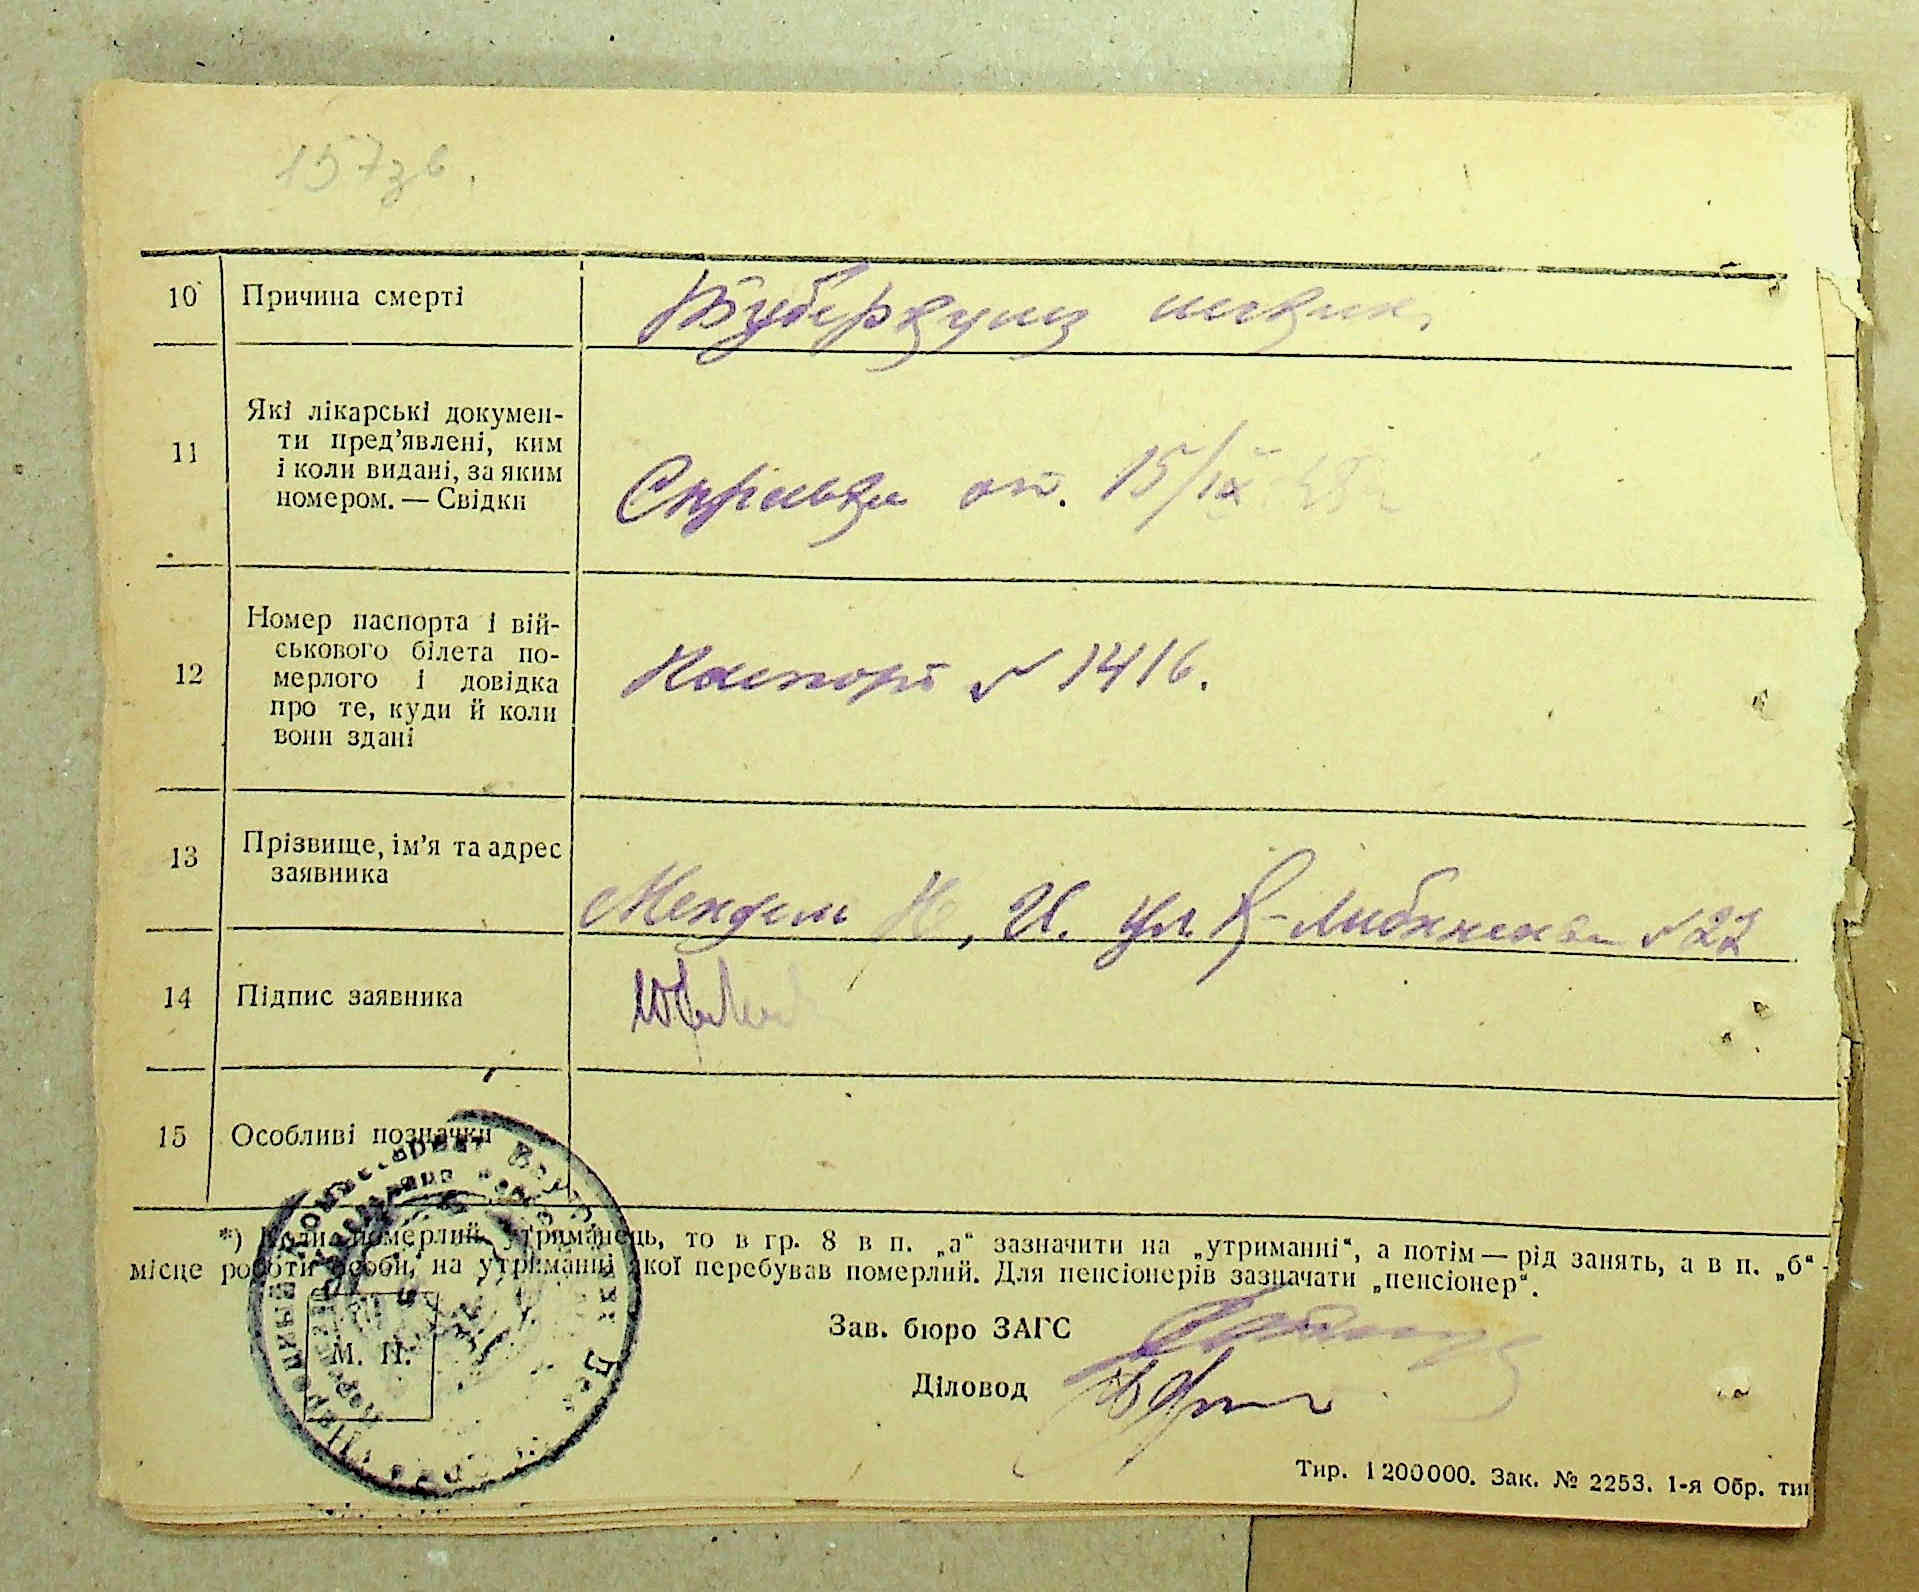 157зв.
10 Причина смерті Туберкулиз легких.
11 Які лікарські докумен-
ти пред'явлені, ким
і коли видані, за яким
номером. — Свідки
Справка от. 15/IX
12 Номер паспорта і вій-
ськового білета по-
мерлого і довідка
про те, куди й коли
вони здані
Паспорт № 1416.
13 Прізвище, ім'я та адрес
заявника
Мендель Н, И. ул. К-Либкнехта № 22
14 Підпис заявника
15 Особливі позначки
*) Коли померлий утриманець, то в гр. 8 в п. „а“ зазначити на „утриманні“, а потім — рід занять, а в п. „б“ -
місце роботи особи, на утриманні якої перебував померлий. Для пенсіонерів зазначати „пенсіонер“.
М. П.
Зав. бюро ЗАГС
Діловод
Тир. 1200000. Зак. № 2253. 1-я Обр. тип